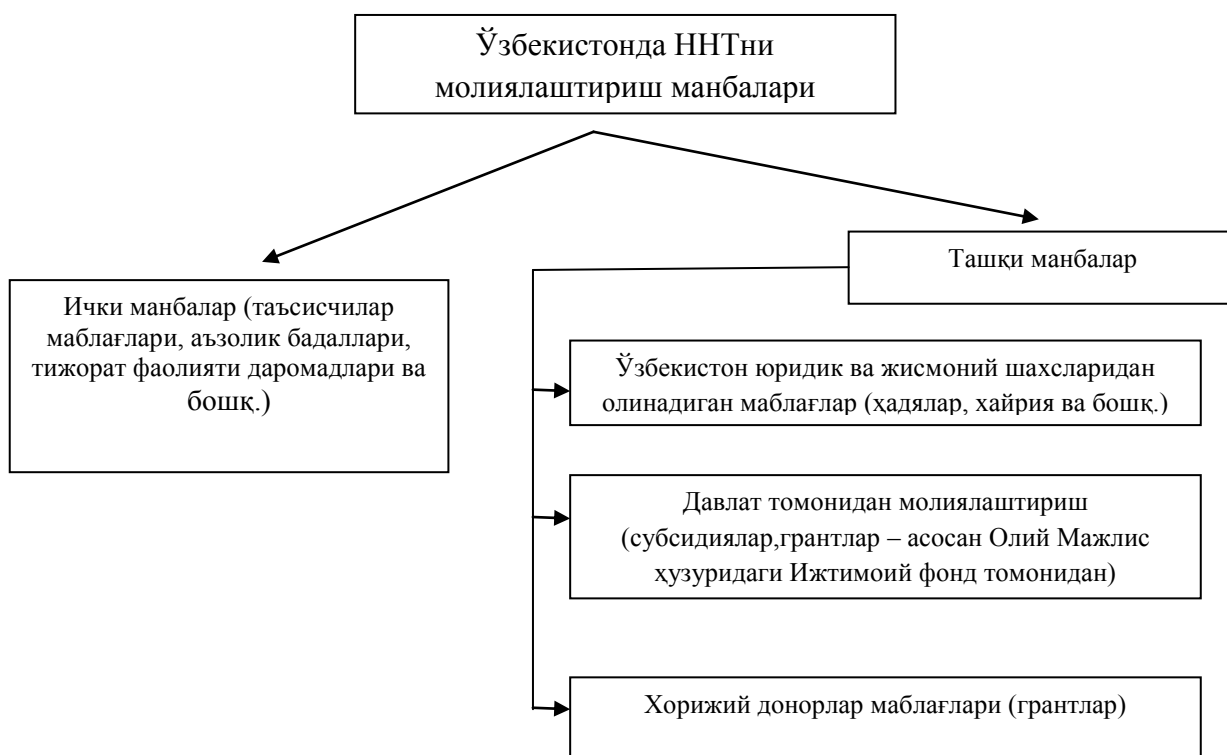 Ўзбекистонда ННТни
молиялаштириш манбалари
Ташқи манбалар
Ички манбалар (таъсисчилар
маблағлари, аъзолик бадаллари,
тижорат фаолияти даромадлари ва
бошқ.)
Ўзбекистон юридик ва жисмоний шахсларидан
олинадиган маблағлар (ҳадялар, хайрия ва бошқ.)
Давлат томонидан молиялаштириш
(субсидиялар,грантлар – асосан Олий Мажлис
ҳузуридаги Ижтимоий фонд томонидан)
Хорижий донорлар маблағлари (грантлар)